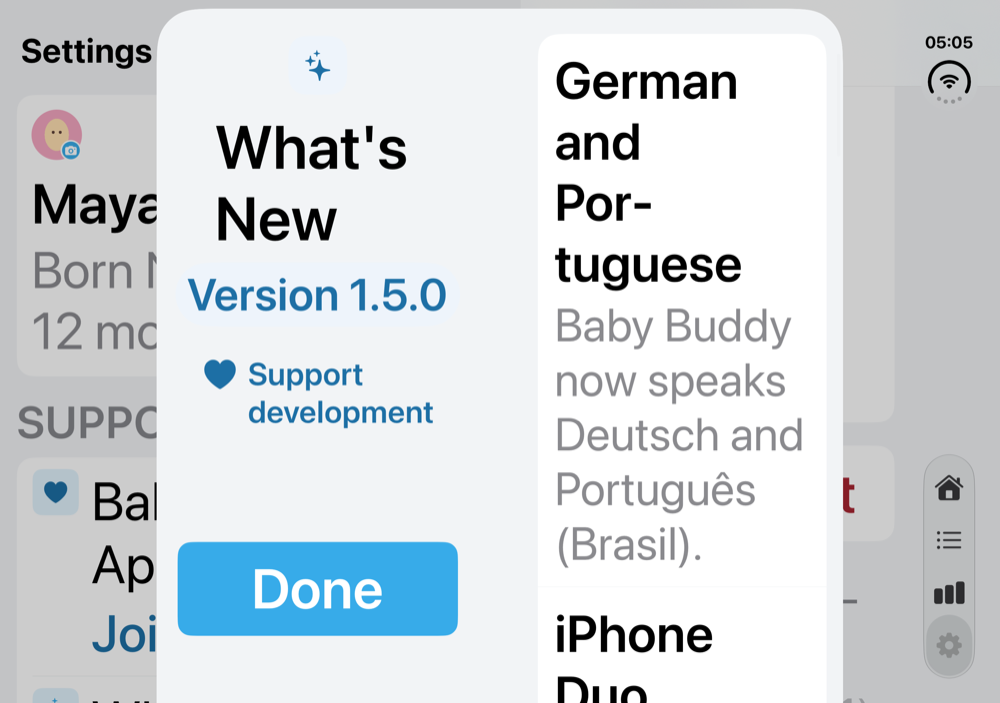 Settings
05:05
Maya
Born
12 mo
SUPPO
Ap
Joi
What's
New
Version 1.5.0
Support
development
Done
German
and
Por-
tuguese
Baby Buddy
now speaks
Deutsch and
Português
(Brasil).
iPhone
Duo
t